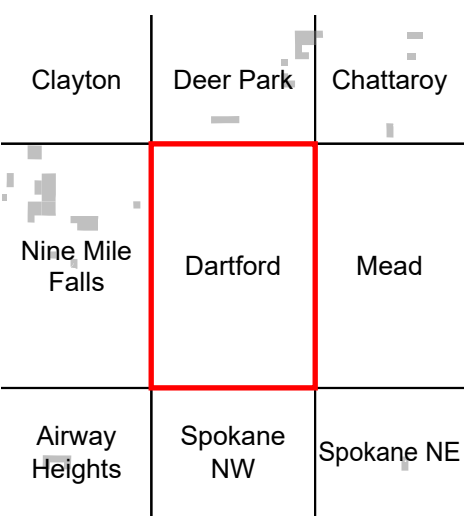 Clayton
Deer Park
Chattaroy
Nine Mile
Falls
Dartford
Mead
Airway
Heights
Spokane
NW
Spokane NE